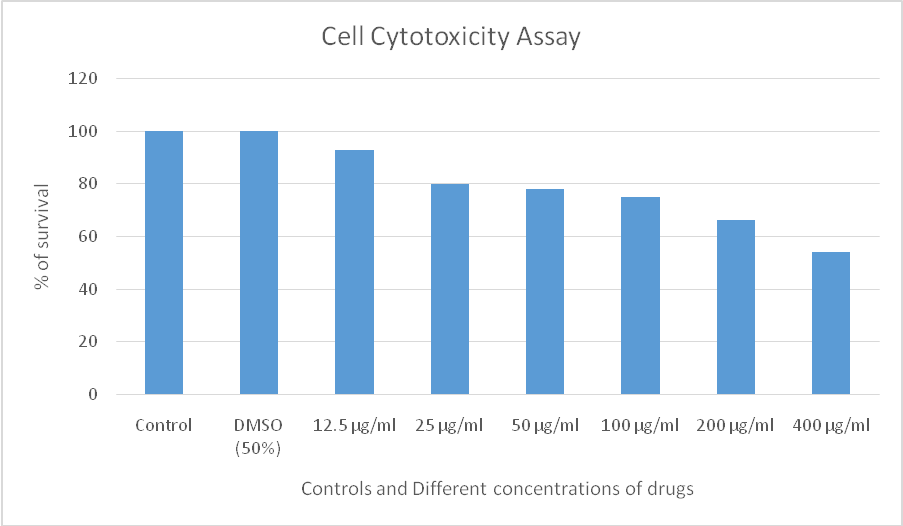 Cell Cytotoxicity Assay
120
100
80
60
40
20
0
% of survival
Control
DMSO
(50%)
12.5 µg/ml
25 µg/ml
50 µg/ml
100 µg/ml
200 µg/ml
400 µg/ml
Controls and Different concentrations of drugs